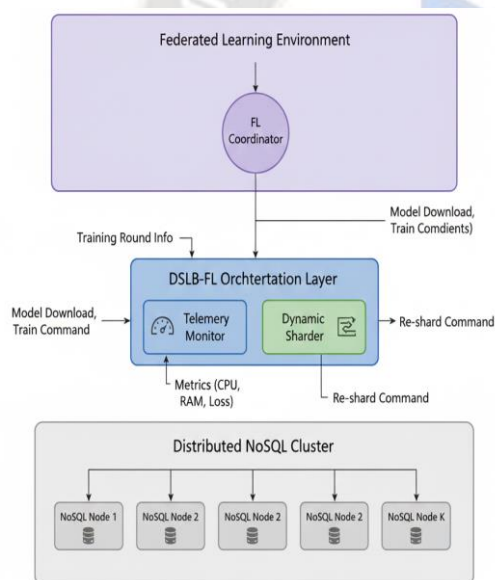 Federated Learning Environment
FL
Coordinator
Model Download,
Train Comdients)
Training Round Info
DSLB-FL Orchtertation Layer
Model Download,
Train Command
Telemery
Monitor
Dynamic
Sharder
Re-shard Command
Metrics (CPU,
RAM, Loss)
Re-shard Command
Distributed NoSQL Cluster
NoSQL Node 1
NoSQL Node 2
NoSQL Node 2
NoSQL Node 2
NoSQL Node K